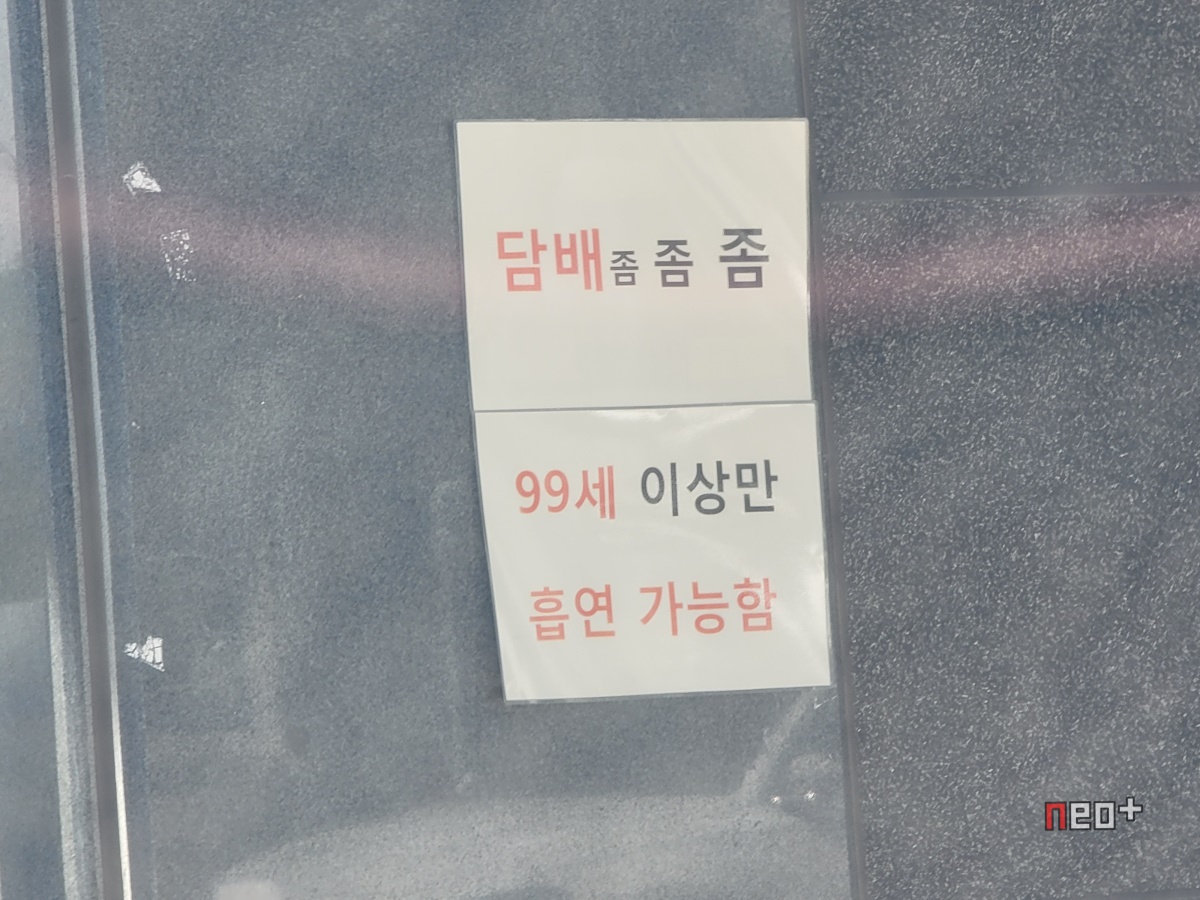 담배좀 좀 좀
99세 이상만
흡연 가능함
neo+